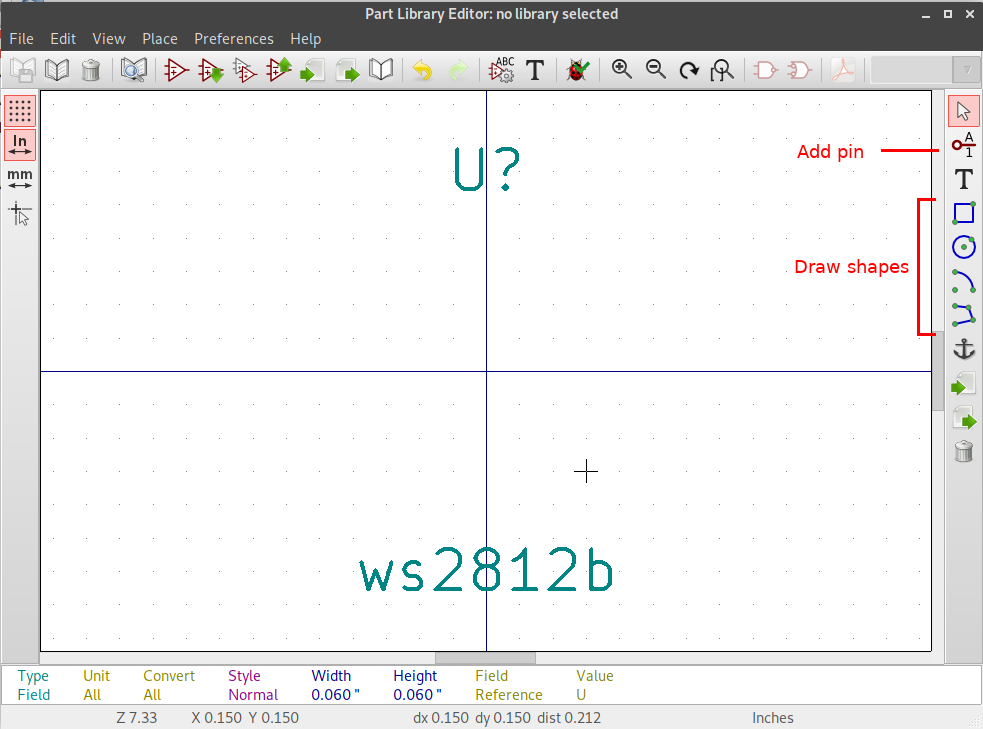 Part Library Editor: no library selected
File Edit View Place Preferences Help
ABC T
In
mm
U?
Add pin
A
1
T
Draw shapes
ws2812b
Type Unit Convert Style Width Height Field Value
Field All All Normal 0.060 " 0.060 " Reference U
Z 7.33 X 0.150 Y 0.150 dx 0.150 dy 0.150 dist 0.212 Inches